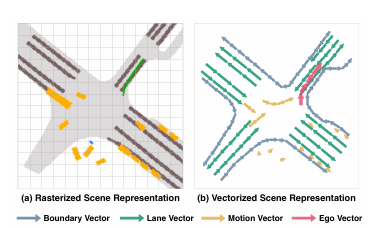 (a) Rasterized Scene Representation (b) Vectorized Scene Representation
Boundary Vector Lane Vector Motion Vector Ego Vector